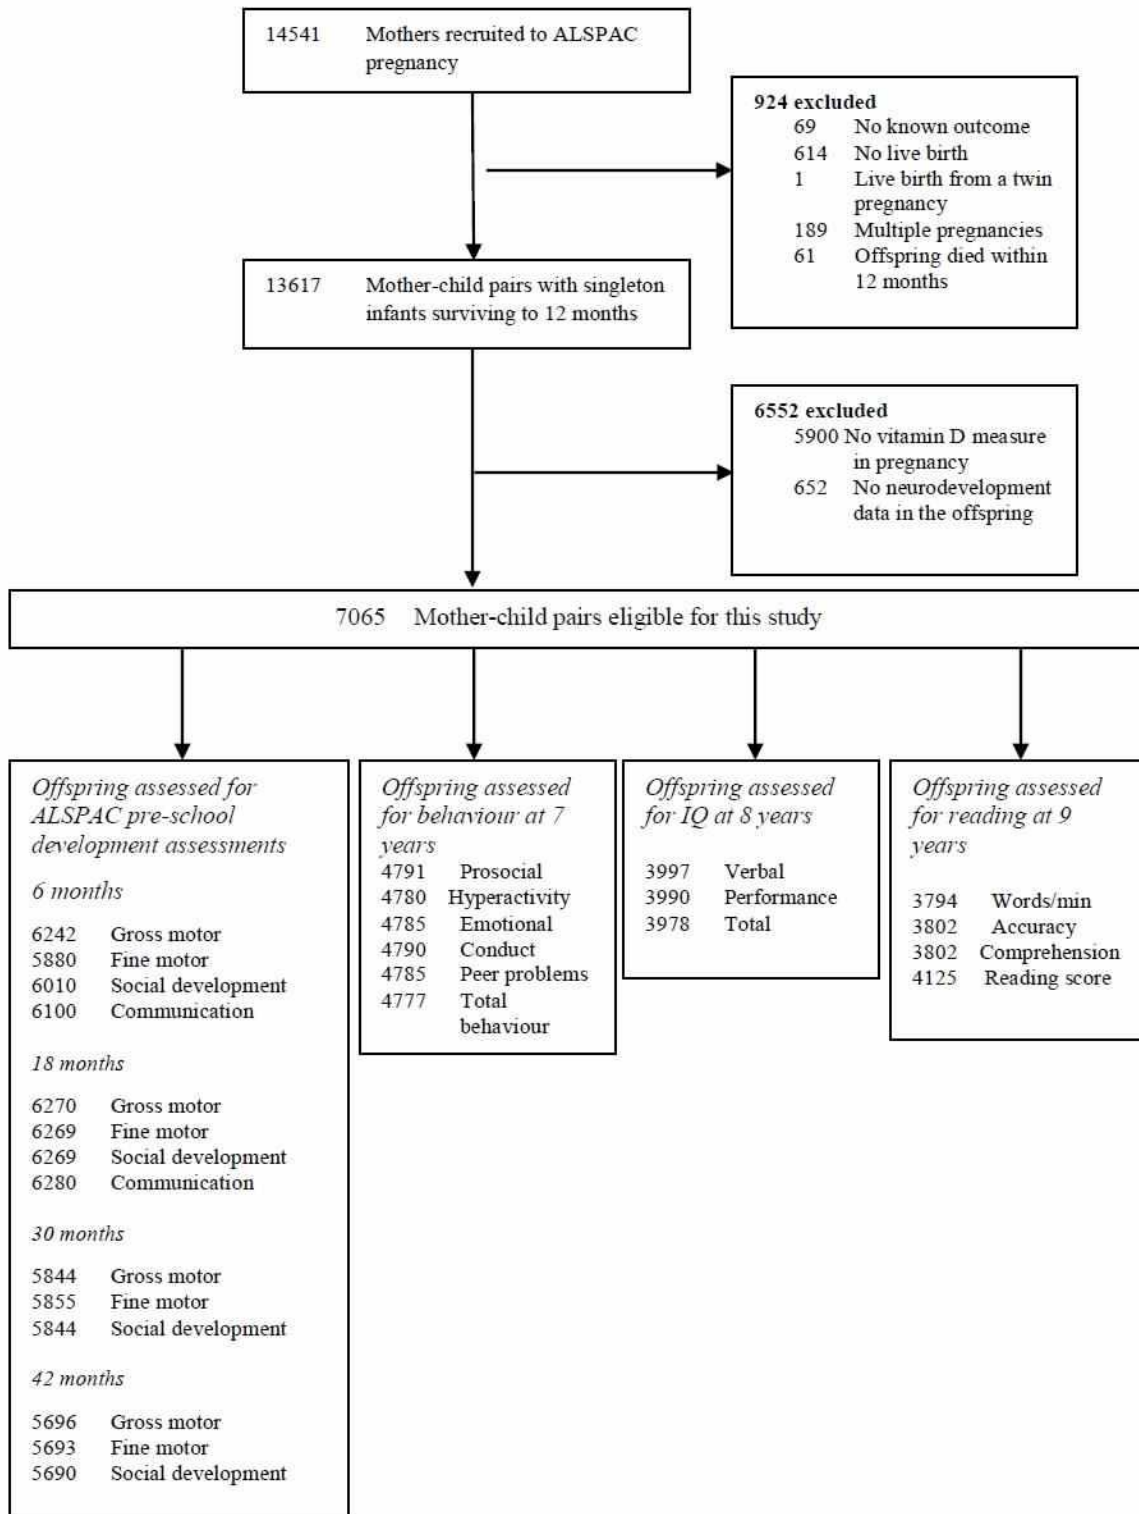 14541 Mothers recruited to ALSPAC
pregnancy
924 excluded
69 No known outcome
614 No live birth
1 Live birth from a twin
pregnancy
189 Multiple pregnancies
61 Offspring died within
12 months
13617 Mother-child pairs with singleton
infants surviving to 12 months
6552 excluded
5900 No vitamin D measure
in pregnancy
652 No neurodevelopment
data in the offspring
7065 Mother-child pairs eligible for this study
Offspring assessed for
ALSPAC pre-school
development assessments
6 months
6242 Gross motor
5880 Fine motor
6010 Social development
6100 Communication
18 months
6270 Gross motor
6269 Fine motor
6269 Social development
6280 Communication
30 months
5844 Gross motor
5855 Fine motor
5844 Social development
42 months
5696 Gross motor
5693 Fine motor
5690 Social development
Offspring assessed
for behaviour at 7
years
4791 Prosocial
4780 Hyperactivity
4785 Emotional
4790 Conduct
4785 Peer problems
4777 Total
behaviour
Offspring assessed
for IQ at 8 years
3997 Verbal
3990 Performance
3978 Total
Offspring assessed
for reading at 9
years
3794 Words/min
3802 Accuracy
3802 Comprehension
4125 Reading score